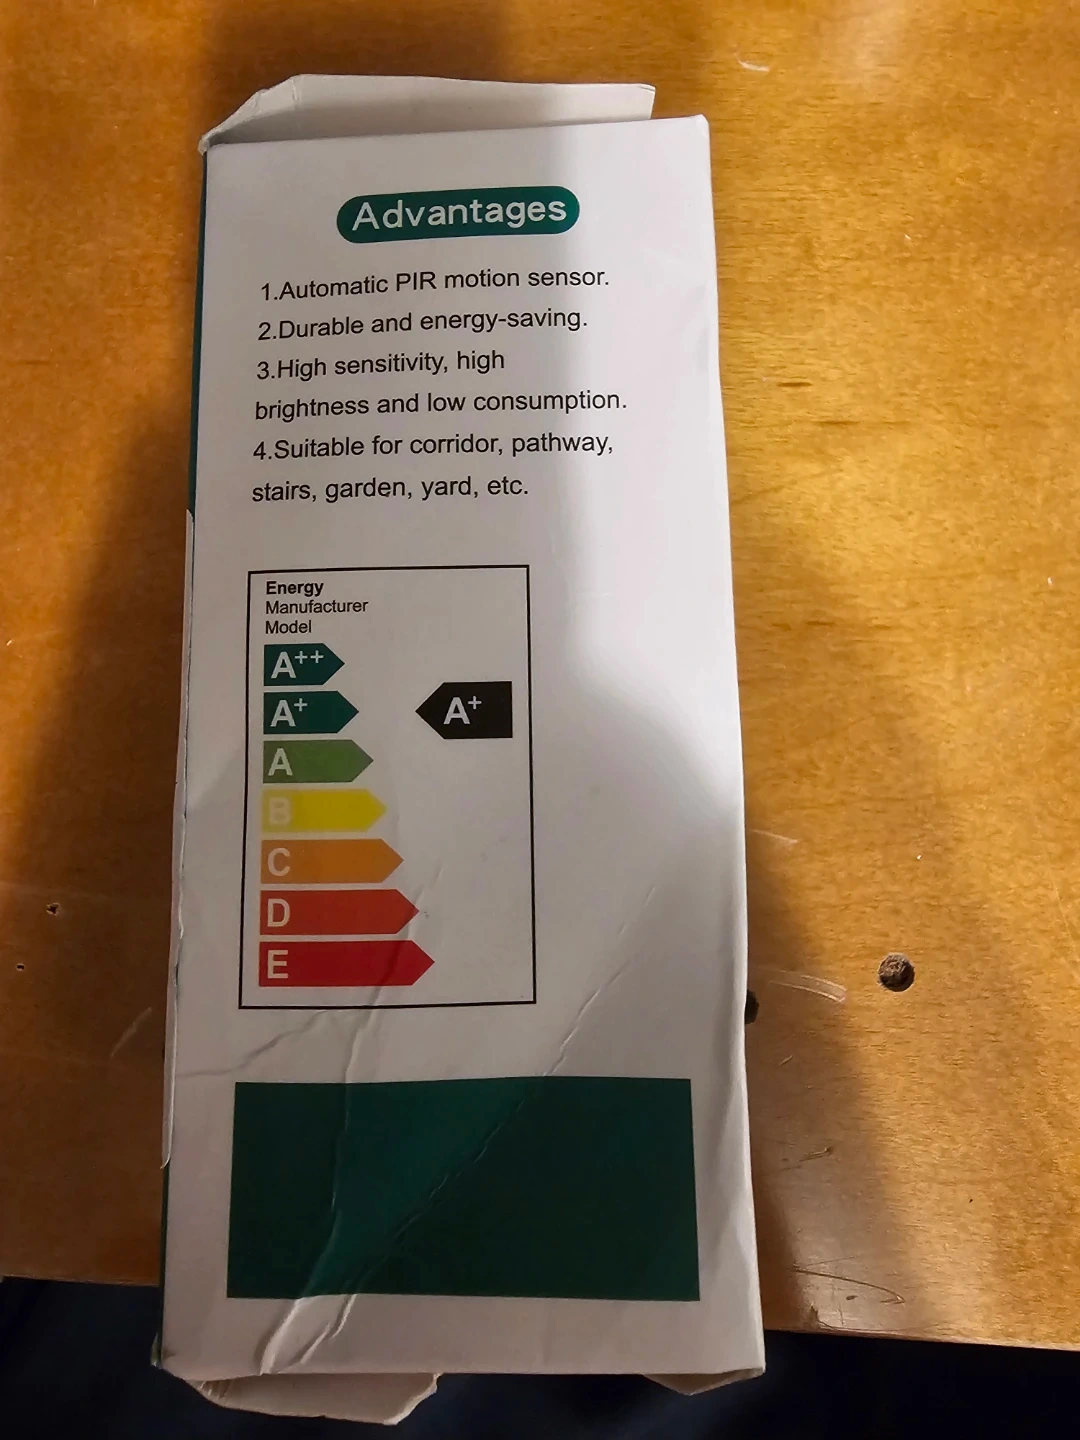 Advantages
1.Automatic PIR motion sensor.
2.Durable and energy-saving.
3.High sensitivity, high
brightness and low consumption.
4.Suitable for corridor, pathway,
stairs, garden, yard, etc.
Energy
Manufacturer
Model
A++
A+ A+
A
B
C
D
E